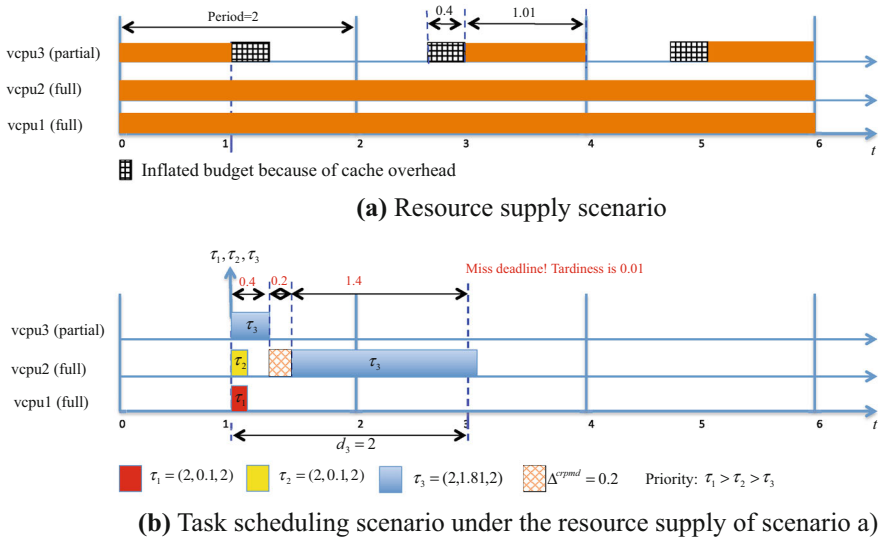 Period=2
0.4
1.01
vcpu3 (partial)
vcpu2 (full)
vcpu1 (full)
0 1 2 3 4 5 6 t
Inflated budget because of cache overhead
(a) Resource supply scenario
τ₁, τ₂, τ₃
Miss deadline! Tardiness is 0.01
0.4 0.2 1.4
vcpu3 (partial) τ₃
vcpu2 (full) τ₂ τ₃
vcpu1 (full) τ₁
0 1 2 3 4 5 6 t
d₃ = 2
τ₁ = (2, 0.1, 2) τ₂ = (2, 0.1, 2) τ₃ = (2,1.81,2) Δᶜʳᵖᵐᵈ = 0.2 Priority: τ₁ > τ₂ > τ₃
(b) Task scheduling scenario under the resource supply of scenario a)